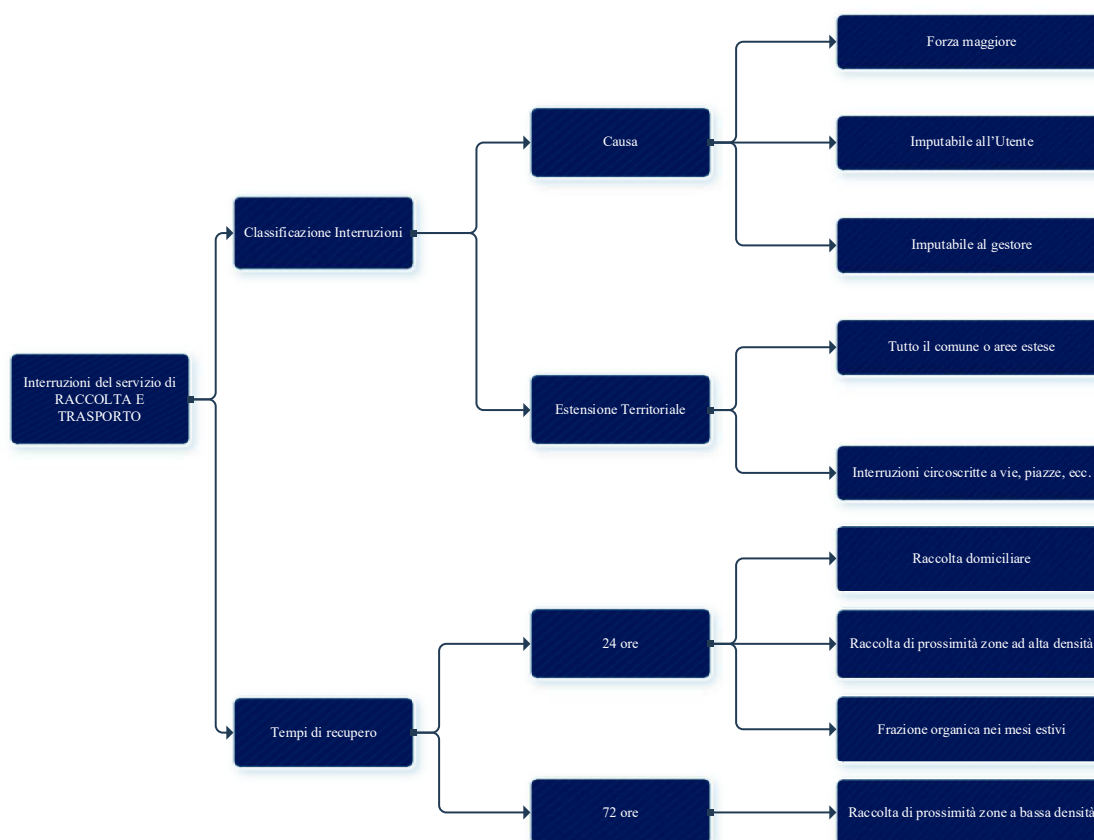 Forza maggiore
Causa
Imputabile all’Utente
Classificazione Interruzioni
Imputabile al gestore
Tutto il comune o aree estese
Interruzioni del servizio di
RACCOLTA E
TRASPORTO
Estensione Territoriale
Interruzioni circoscritte a vie, piazze, ecc.
Raccolta domiciliare
24 ore
Raccolta di prossimità zone ad alta densità
Tempi di recupero
Frazione organica nei mesi estivi
72 ore
Raccolta di prossimità zone a bassa densità